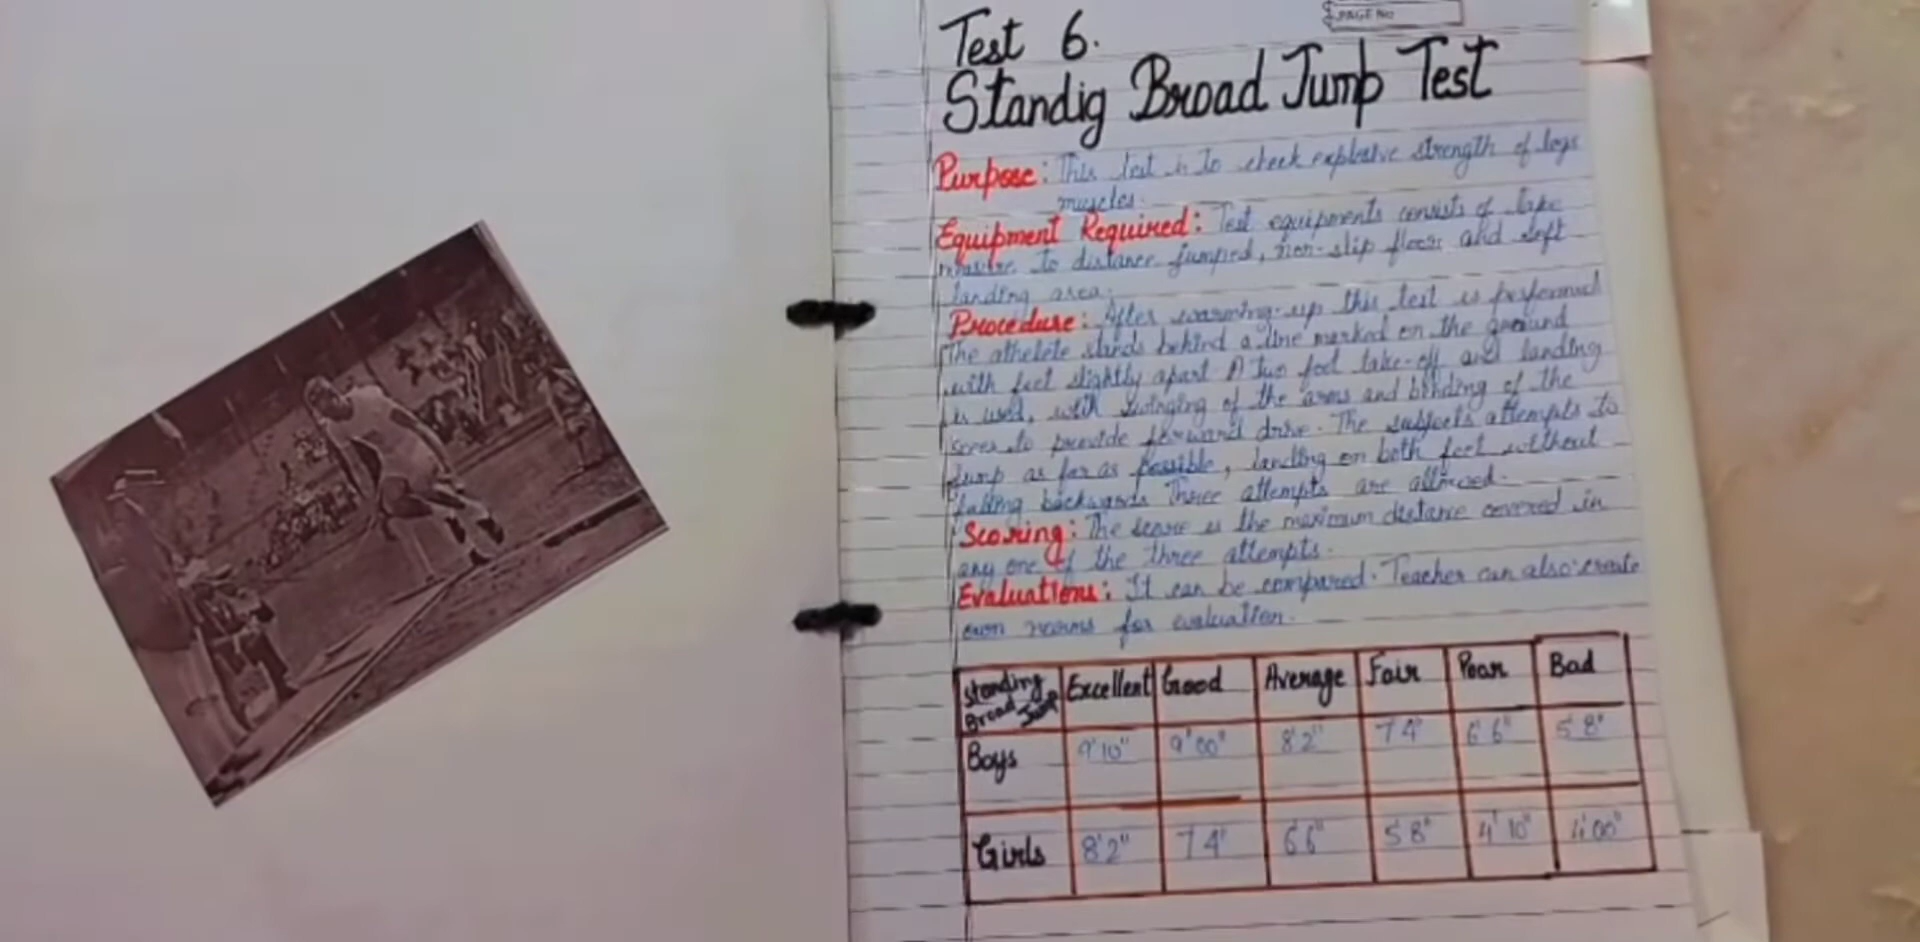 PAGE No
Test 6.
Standig Broad Jump Test
Purpose: This test is to check explosive strength of legs
muscles.
Equipment Required: Test equipments consists of tape
measure to distance jumped, non-slip floor and soft
landing area.
Procedure: After warming-up this test is performed
The athelete stands behind a line marked on the ground
with feet slightly apart A Two foot take-off and landing
is used, with swinging of the arms and bending of the
to provide forward drive. The subjects attempts to
jump as far as possible, landing on both feet without
falling backwards Three attempts are allowed.
Scoring: The score is the maximum distance covered in
any one of the three attempts.
Evaluations: It can be compared. Teacher can also create
own norms for evaluation.
Standing Broad Jump Excellent Good Average Fair Poar Bad
Boys 9'10" 9'00" 8'2" 7'4" 6'6" 5'8"
Girls 8'2" 7'4" 6'6" 5'8" 4'10" 4'00"